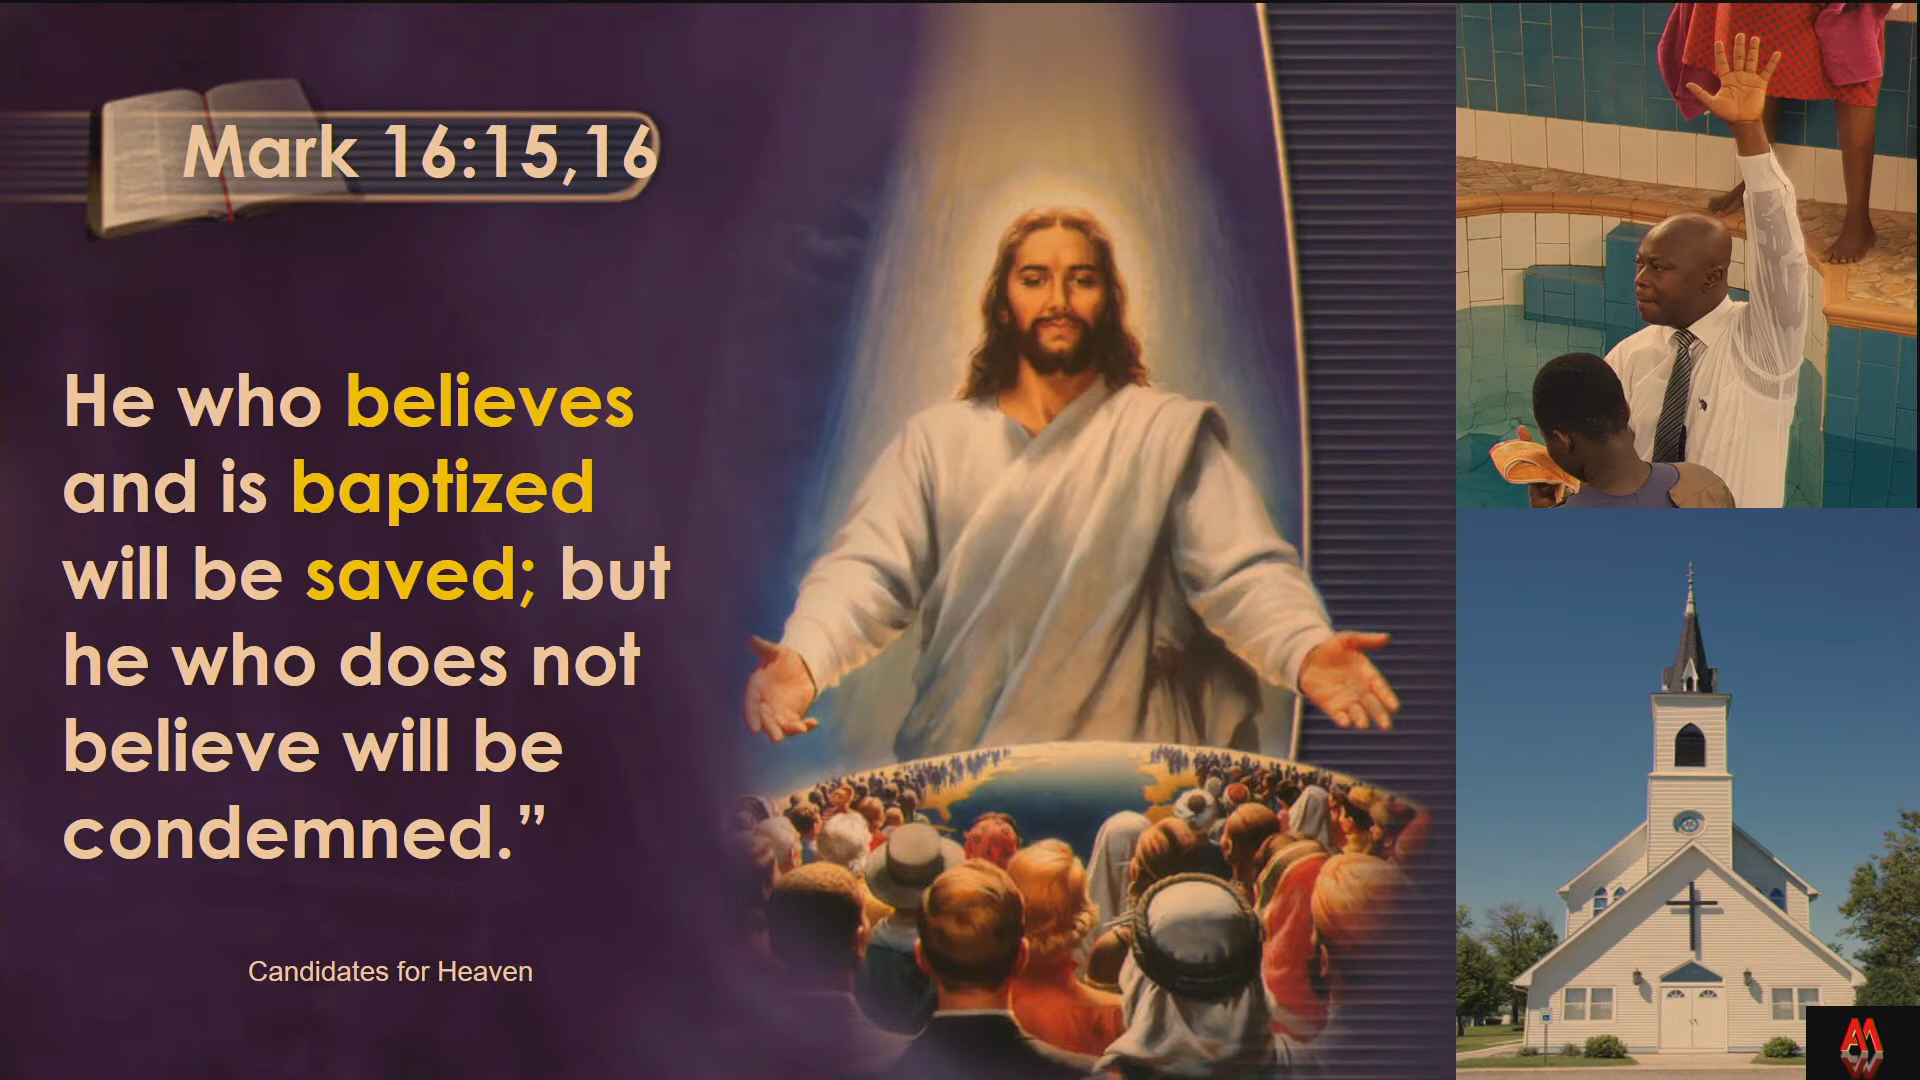 Mark 16:15,16
He who believes
and is baptized
will be saved; but
he who does not
believe will be
condemned.”
Candidates for Heaven